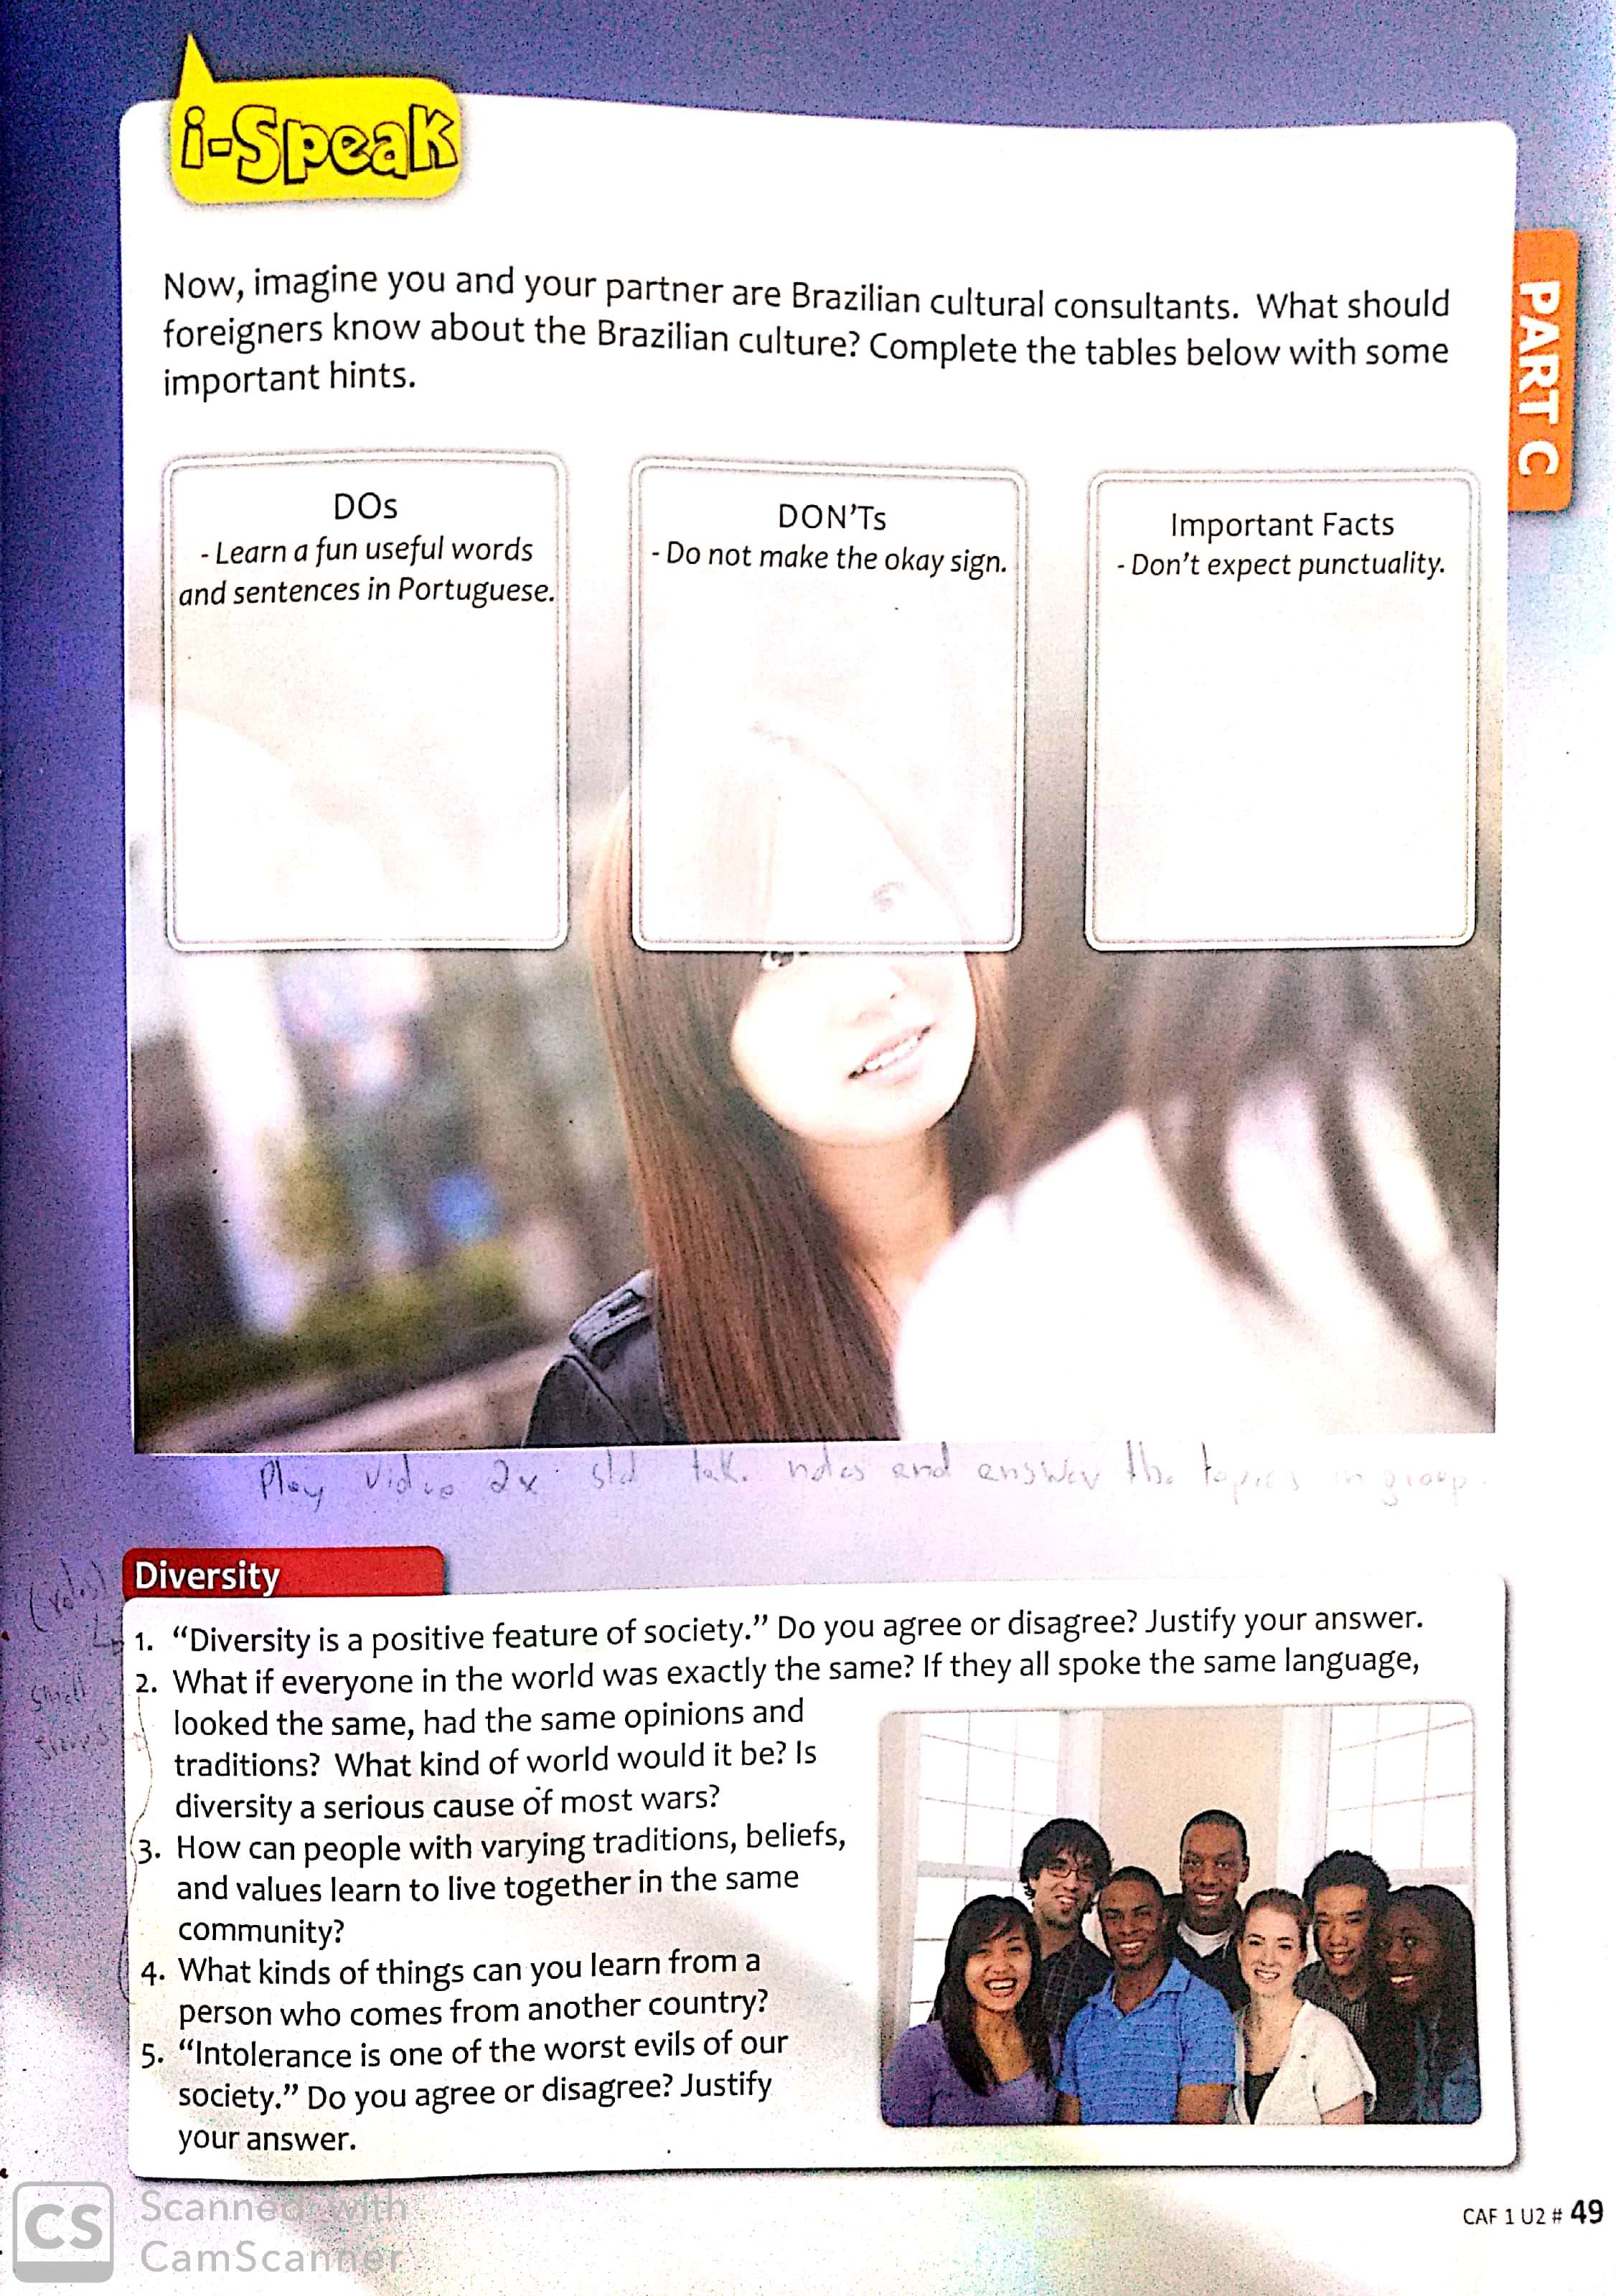 i-Speak
Now, imagine you and your partner are Brazilian cultural consultants. What should
foreigners know about the Brazilian culture? Complete the tables below with some
important hints.
PART C
DOs
- Learn a fun useful words
and sentences in Portuguese.
DON'Ts
- Do not make the okay sign.
Important Facts
- Don't expect punctuality.
Play Video 2x std take notes and answer the topics in group.
Diversity
1. “Diversity is a positive feature of society.” Do you agree or disagree? Justify your answer.
2. What if everyone in the world was exactly the same? If they all spoke the same language,
looked the same, had the same opinions and
traditions? What kind of world would it be? Is
diversity a serious cause of most wars?
3. How can people with varying traditions, beliefs,
and values learn to live together in the same
community?
4. What kinds of things can you learn from a
person who comes from another country?
5. “Intolerance is one of the worst evils of our
society.” Do you agree or disagree? Justify
your answer.
CAF 1 U2 # 49
CS
Scanned with
CamScanner